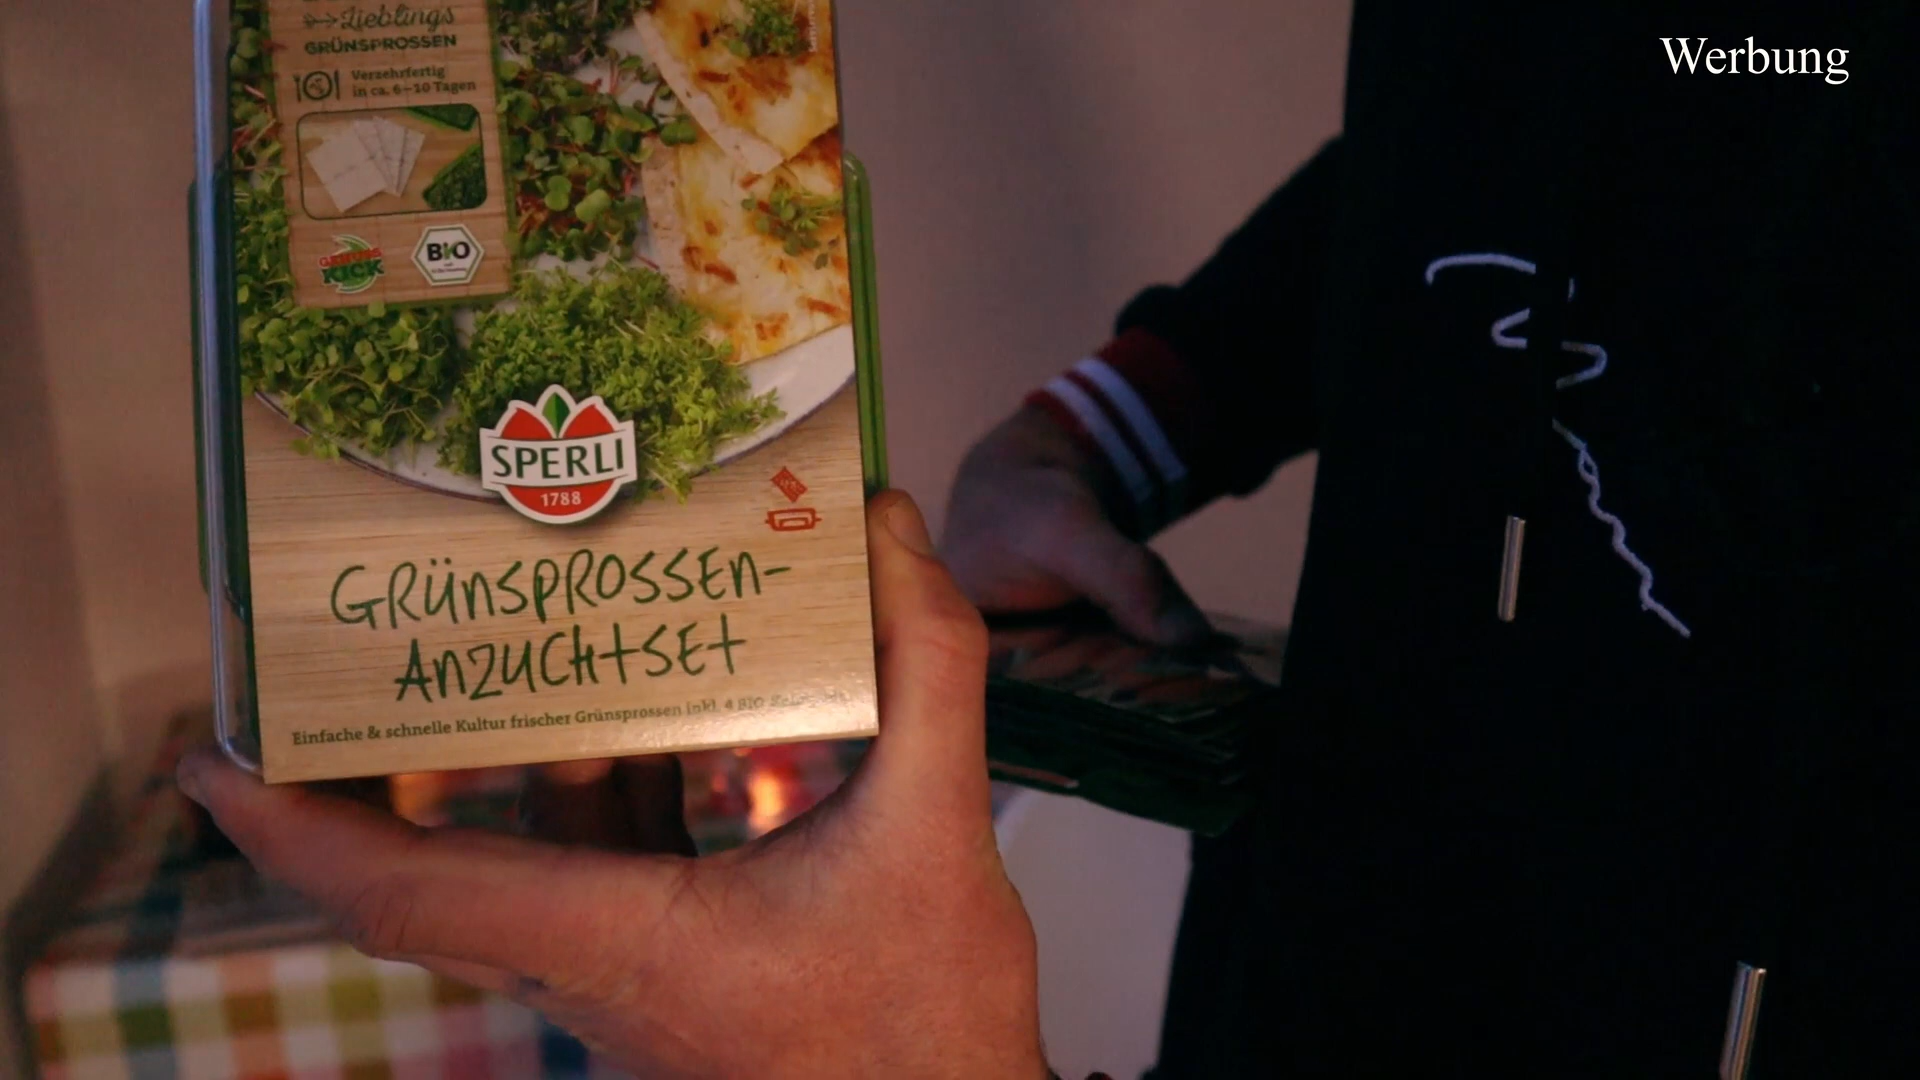 Werbung
Lieblings
GRÜNSPROSSEN
Verzehrfertig
in ca. 6–10 Tagen
KICK
BIO
SPERLI
1788
GRÜNSPROSSEN-
ANZUCHTSET
Einfache & schnelle Kultur frischer Grünsprossen inkl. 4 BIO